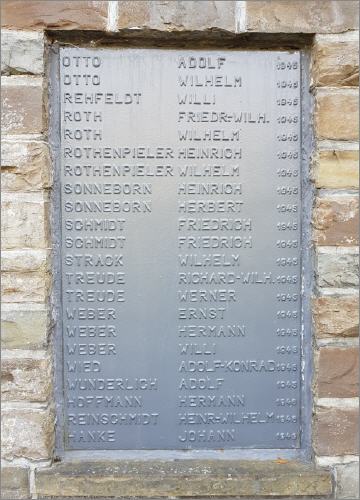 OTTO ADOLF 1945
OTTO WILHELM 1945
REHFELDT WILLI 1945
ROTH FRIEDR-WILH. 1945
ROTH WILHELM 1945
ROTHENPIELER HEINRICH 1945
ROTHENPIELER WILHELM 1945
SONNEBORN HEINRICH 1945
SONNEBORN HERBERT 1945
SCHMIDT FRIEDRICH 1945
SCHMIDT FRIEDRICH 1945
STRACK WILHELM 1945
TREUDE RICHARD-WILH. 1945
TREUDE WERNER 1945
WEBER ERNST 1945
WEBER HERMANN 1945
WEBER WILLI 1945
WIED ADOLF-KONRAD 1945
WUNDERLICH ADOLF 1945
HOFFMANN HERMANN 1945
REINSCHMIDT HEINR-WILHELM 1945
HANKE JOHANN 1945